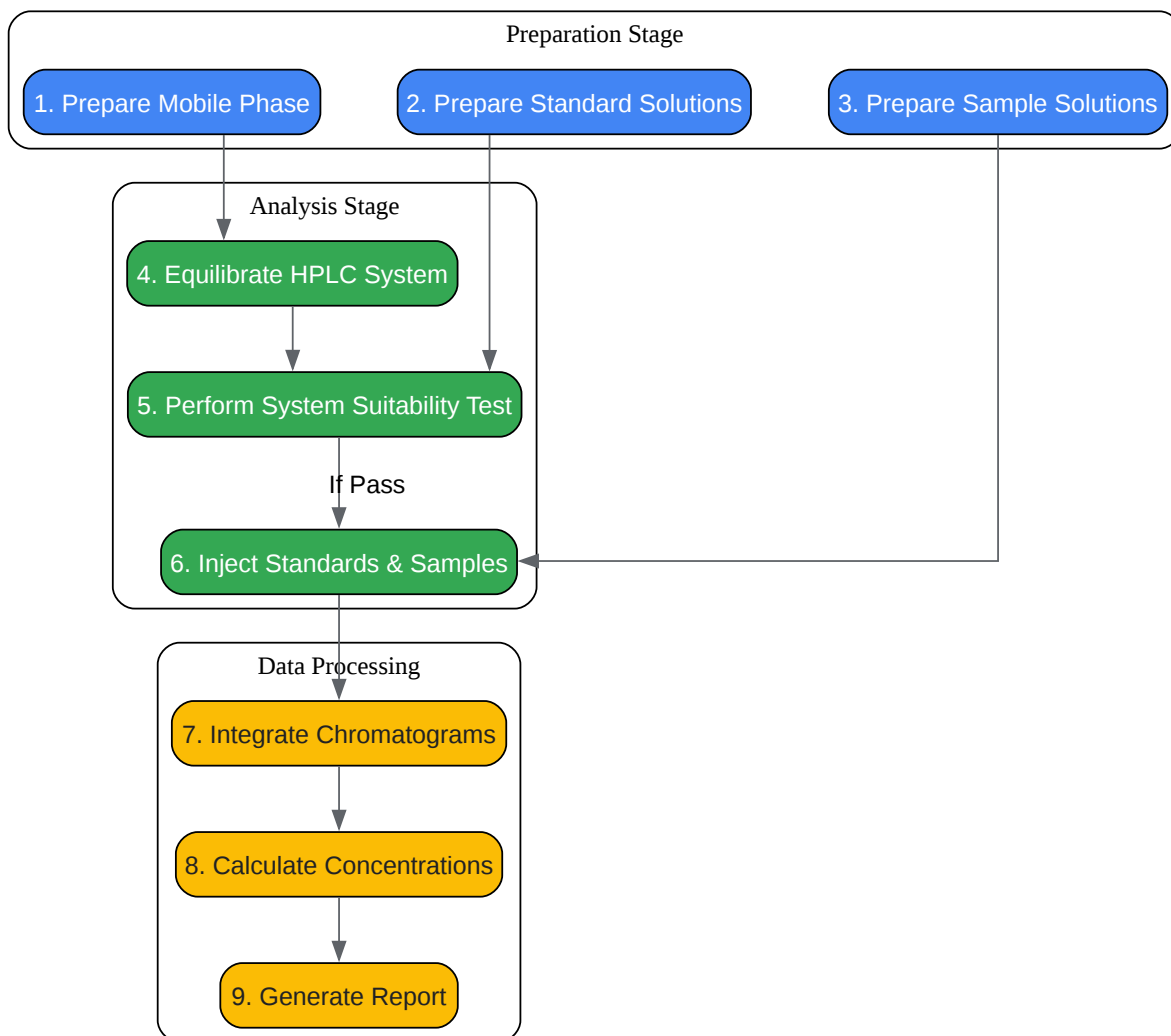 Preparation Stage
1. Prepare Mobile Phase
2. Prepare Standard Solutions
3. Prepare Sample Solutions
Analysis Stage
4. Equilibrate HPLC System
5. Perform System Suitability Test
If Pass
6. Inject Standards & Samples
Data Processing
7. Integrate Chromatograms
8. Calculate Concentrations
9. Generate Report